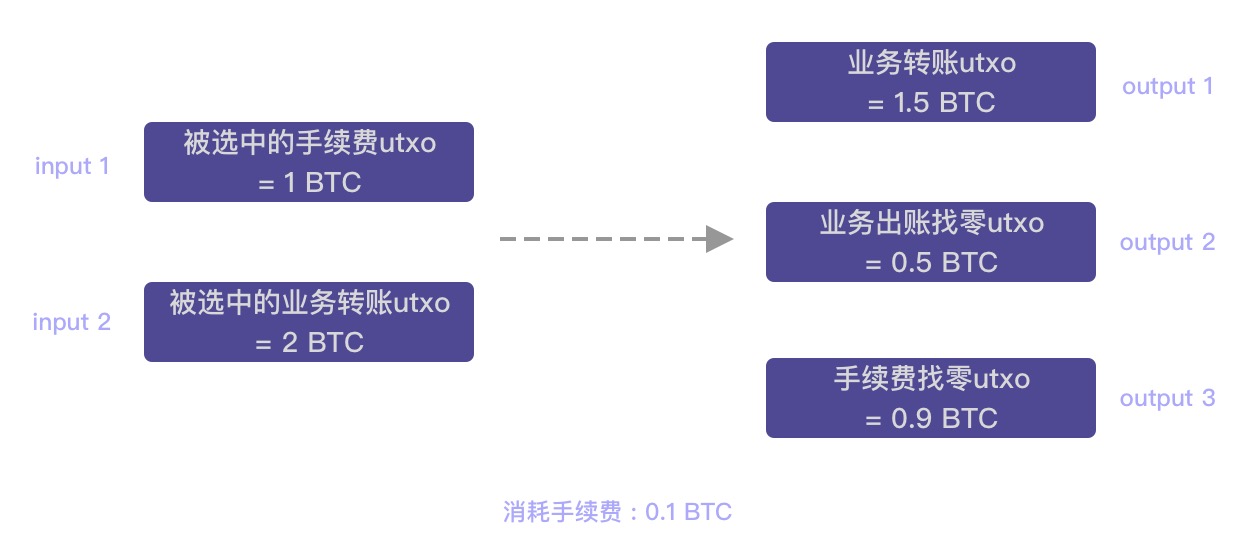 input 1
被选中的手续费utxo
= 1 BTC
input 2
被选中的业务转账utxo
= 2 BTC
业务转账utxo
= 1.5 BTC
output 1
业务出账找零utxo
= 0.5 BTC
output 2
手续费找零utxo
= 0.9 BTC
output 3
消耗手续费：0.1 BTC